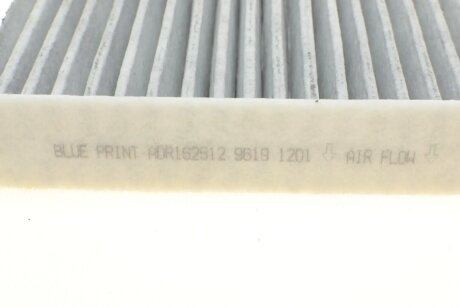 BLUE PRINT ADR162512 9619 1201 ⇩ AIR FLOW ⇩